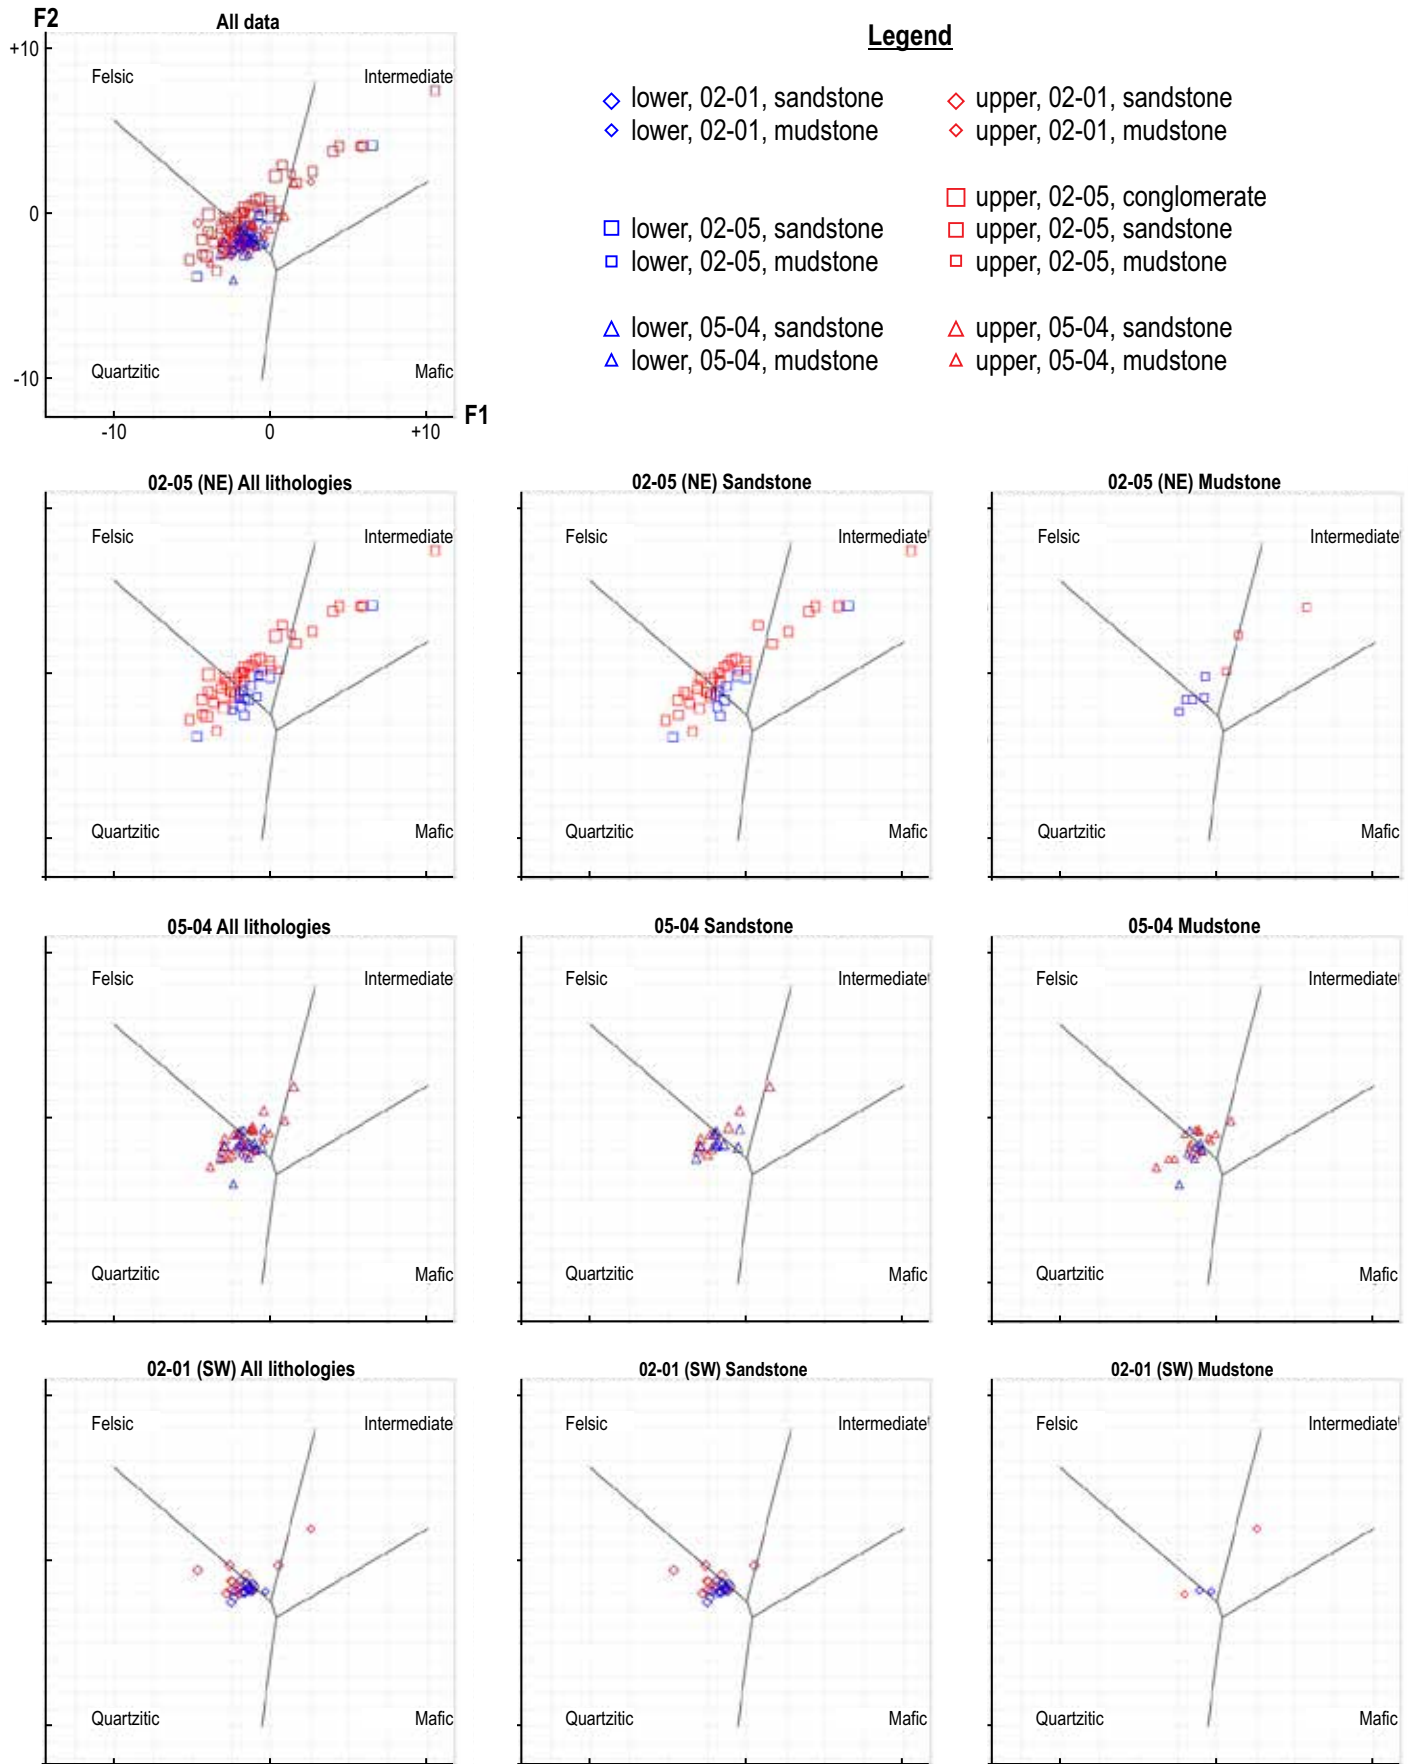 F2
All data
+10
Felsic
Intermediate
0
Quartzitic
Mafic
-10
-10
0
+10
F1
Legend
lower, 02-01, sandstone
upper, 02-01, sandstone
lower, 02-01, mudstone
upper, 02-01, mudstone
upper, 02-05, conglomerate
lower, 02-05, sandstone
upper, 02-05, sandstone
lower, 02-05, mudstone
upper, 02-05, mudstone
lower, 05-04, sandstone
upper, 05-04, sandstone
lower, 05-04, mudstone
upper, 05-04, mudstone
02-05 (NE) All lithologies
Felsic
Intermediate
Quartzitic
Mafic
02-05 (NE) Sandstone
Felsic
Intermediate
Quartzitic
Mafic
02-05 (NE) Mudstone
Felsic
Intermediate
Quartzitic
Mafic
05-04 All lithologies
Felsic
Intermediate
Quartzitic
Mafic
05-04 Sandstone
Felsic
Intermediate
Quartzitic
Mafic
05-04 Mudstone
Felsic
Intermediate
Quartzitic
Mafic
02-01 (SW) All lithologies
Felsic
Intermediate
Quartzitic
Mafic
02-01 (SW) Sandstone
Felsic
Intermediate
Quartzitic
Mafic
02-01 (SW) Mudstone
Felsic
Intermediate
Quartzitic
Mafic